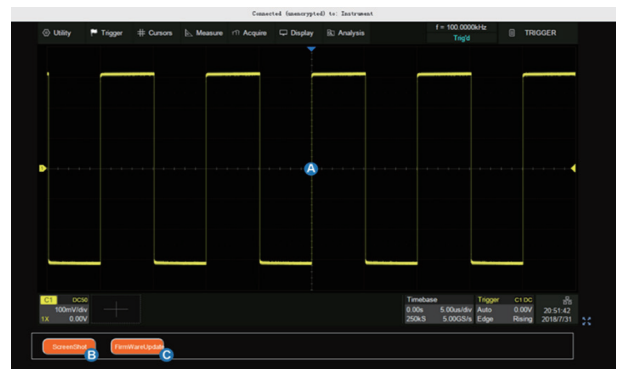 Connected (unencrypted) to: Instrument
Utility Trigger Cursors Measure Acquire Display Analysis f = 100.0000kHz TRIGGER
Trig'd
A
C1 DC50 Timebase Trigger C1 DC
100mV/div 0.00s 5.00us/div Auto 0.00V 20:51:42
1X 0.00V 250kS 5.00GS/s Edge Rising 2018/7/31
ScreenShot FirmWareUpdate
B C